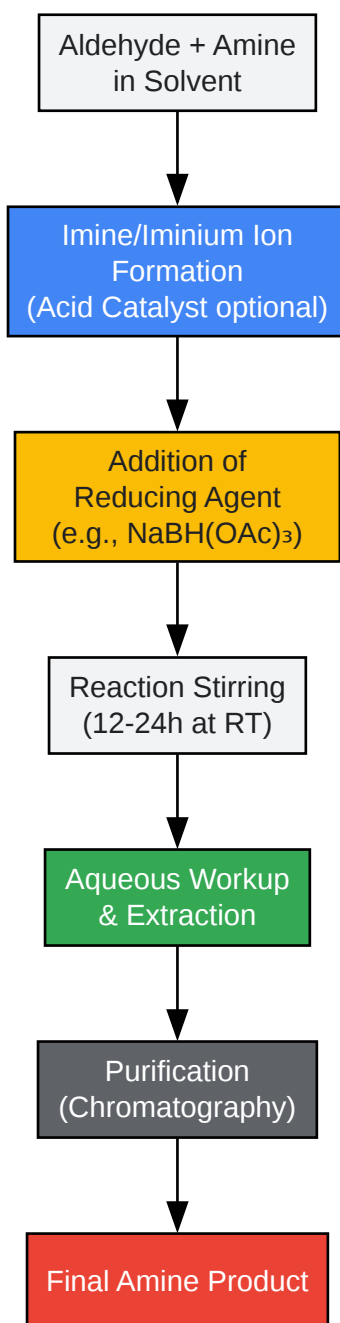 Aldehyde + Amine
in Solvent
Imine/Iminium Ion
Formation
(Acid Catalyst optional)
Addition of
Reducing Agent
(e.g., NaBH(OAc)₃)
Reaction Stirring
(12-24h at RT)
Aqueous Workup
& Extraction
Purification
(Chromatography)
Final Amine Product